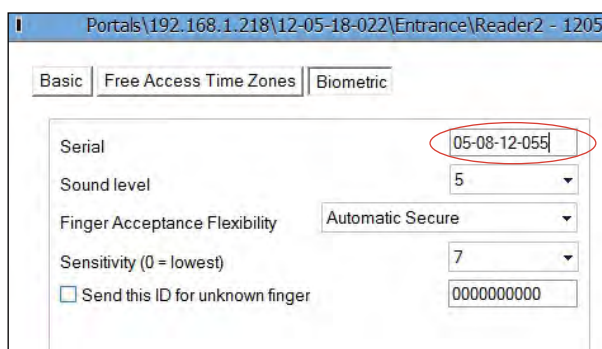 Portals\192.168.1.218\12-05-18-022\Entrance\Reader2 - 1205
Basic Free Access Time Zones Biometric
Serial 05-08-12-055
Sound level 5
Finger Acceptance Flexibility Automatic Secure
Sensitivity (0 = lowest) 7
Send this ID for unknown finger 0000000000